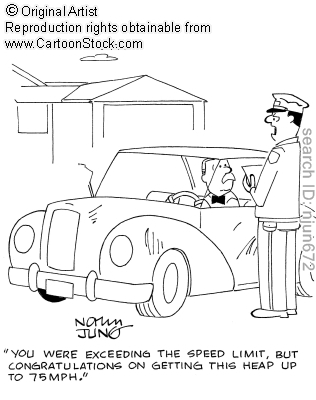 © Original Artist
Reproduction rights obtainable from
www.CartoonStock.com
search ID: njun672
NORM
JUNG
"YOU WERE EXCEEDING THE SPEED LIMIT, BUT
CONGRATULATIONS ON GETTING THIS HEAP UP
TO 75MPH."